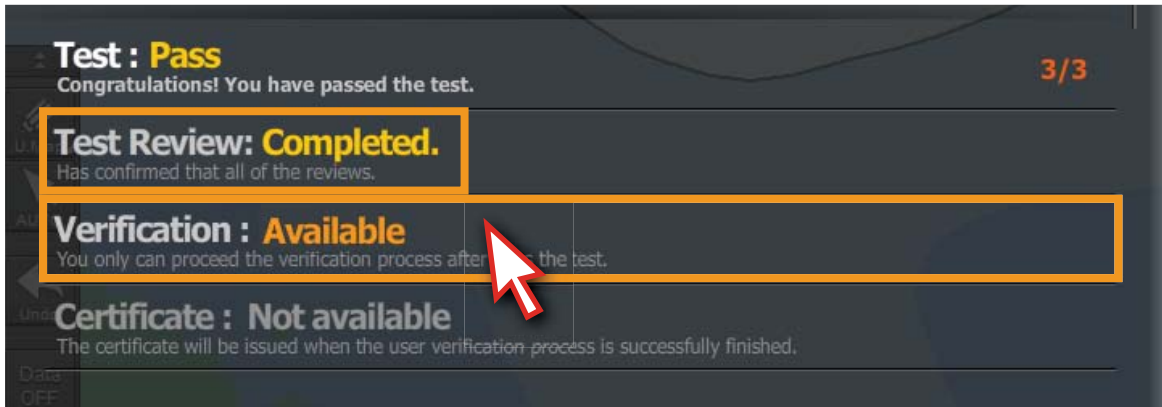 Test : Pass
Congratulations! You have passed the test.
3/3
Test Review: Completed.
Has confirmed that all of the reviews.
Verification : Available
You only can proceed the verification process after the test.
Certificate : Not available
The certificate will be issued when the user verification process is successfully finished.
Data
OFF